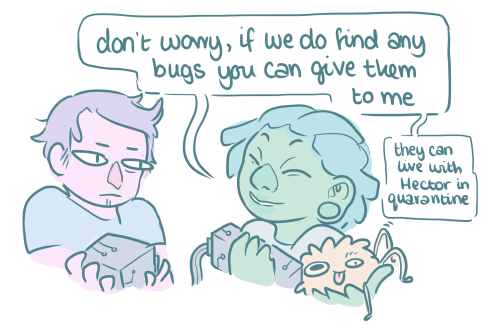 don't worry, if we do find any
bugs you can give them
to me
they can
live with
Hector in
quarantine